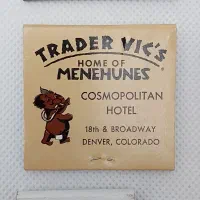 TRADER VIC'S
HOME OF
MENEHUNES
COSMOPOLITAN
HOTEL
18th & BROADWAY
DENVER, COLORADO